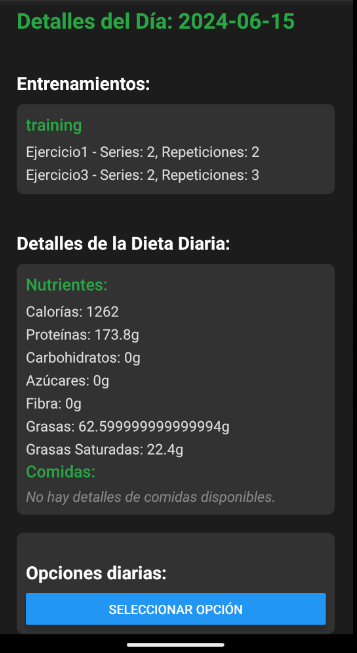 Detalles del Día: 2024-06-15
Entrenamientos:
training
Ejercicio1 - Series: 2, Repeticiones: 2
Ejercicio3 - Series: 2, Repeticiones: 3
Detalles de la Dieta Diaria:
Nutrientes:
Calorías: 1262
Proteínas: 173.8g
Carbohidratos: 0g
Azúcares: 0g
Fibra: 0g
Grasas: 62.599999999999994g
Grasas Saturadas: 22.4g
Comidas:
No hay detalles de comidas disponibles.
Opciones diarias:
SELECCIONAR OPCIÓN